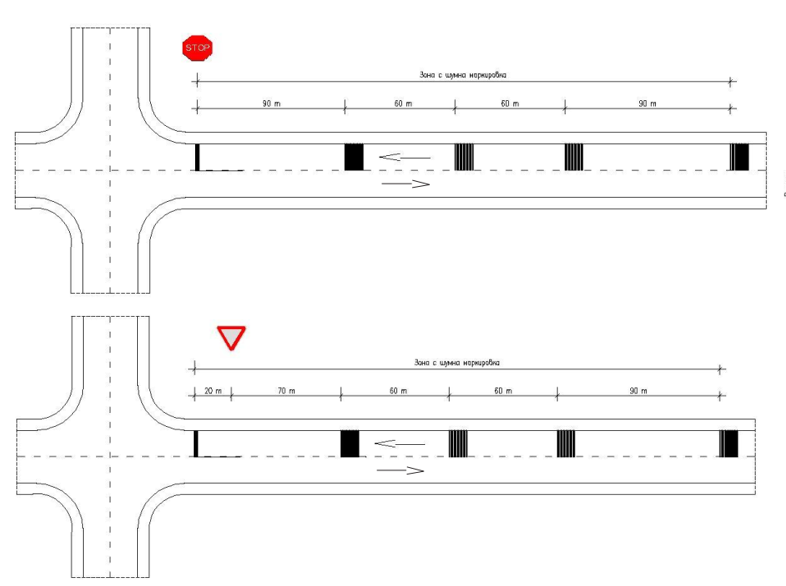 STOP
Зона с шумна маркировка
90 m 60 m 60 m 90 m
Зона с шумна маркировка
20 m 70 m 60 m 60 m 90 m